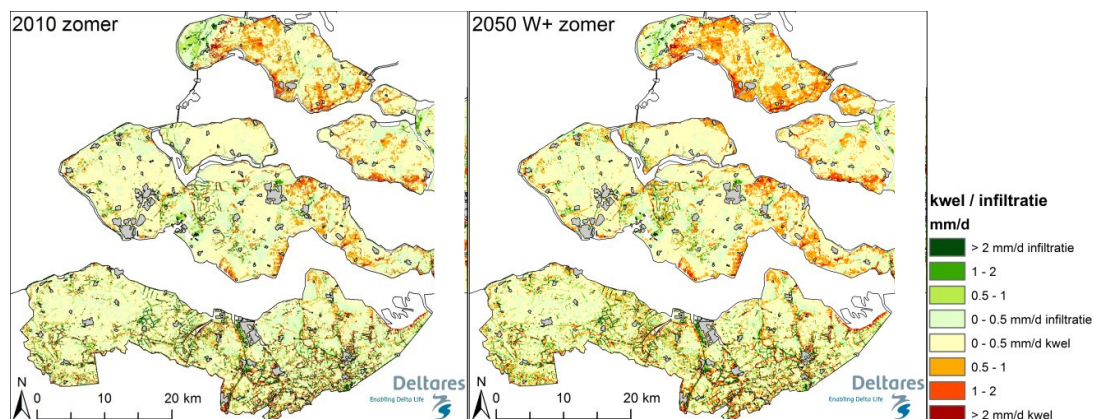 2010 zomer
N
0 10 20 km
Deltares
Enabling Delta Life
2050 W+ zomer
N
0 10 20 km
Deltares
Enabling Delta Life
kwel / infiltratie
mm/d
> 2 mm/d infiltratie
1 - 2
0.5 - 1
0 - 0.5 mm/d infiltratie
0 - 0.5 mm/d kwel
0.5 - 1
1 - 2
> 2 mm/d kwel